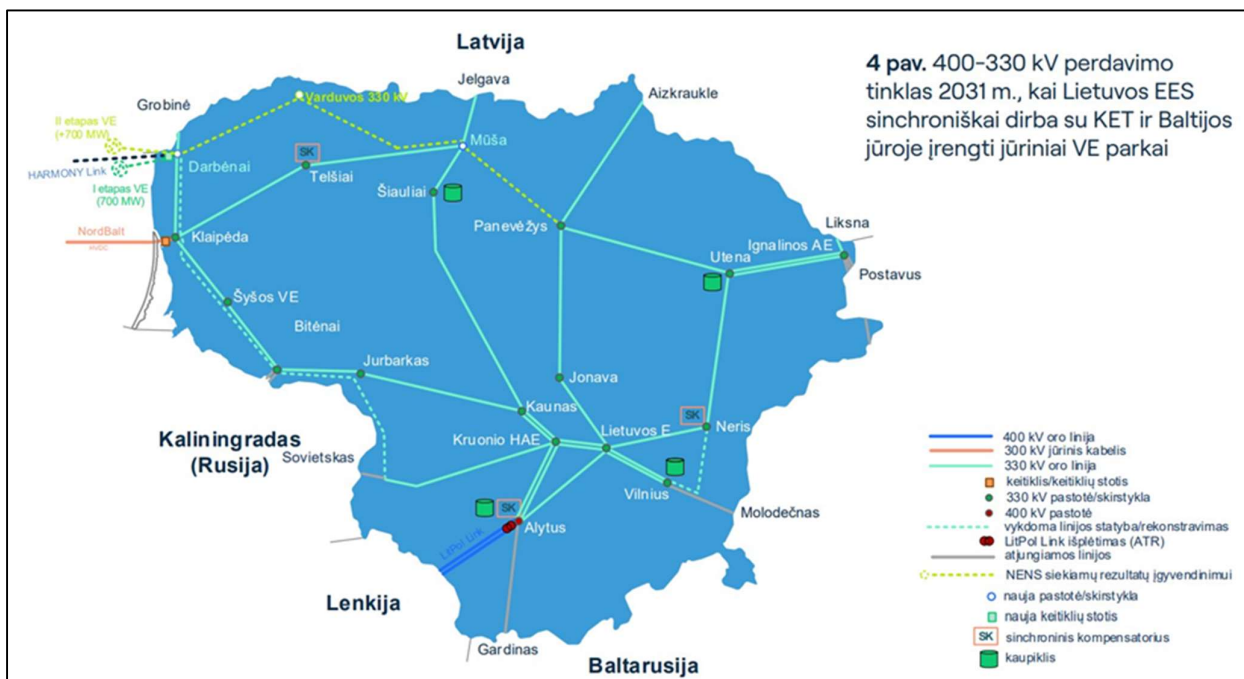 Latvija
4 pav. 400-330 kV perdavimo
tinklas 2031 m., kai Lietuvos EES
sinchroniškai dirba su KET ir Baltijos
jūroje įrengti jūriniai VE parkai
Jelgava
Aizkraukle
Grobinė
Varduvos 330 kV
II etapas VE
(+700 MW)
HARMONY Link
I etapas VE
(700 MW)
Darbėnai
SK
Telšiai
Mūša
Šiauliai
Panevėžys
Liksna
Ignalinos AE
Utena
Postavus
NordBalt
HVDC
Klaipėda
Šyšos VE
Bitėnai
Jurbarkas
Jonava
Kaunas
SK
Neris
Lietuvos E
Kruonio HAE
Kaliningradas
(Rusija)
Sovietskas
Vilnius
Molodečnas
SK
Alytus
LitPol Link
Lenkija
Gardinas
Baltarusija
400 kV oro linija
300 kV jūrinis kabelis
330 kV oro linija
keitiklis/keitiklių stotis
330 kV pastotė/skirstykla
400 kV pastotė
vykdoma linijos statyba/rekonstravimas
LitPol Link išplėtimas (ATR)
atjungiamos linijos
NENS siekiamų rezultatų įgyvendinimui
nauja pastotė/skirstykla
nauja keitiklių stotis
SK sinchroninis kompensatorius
kaupiklis